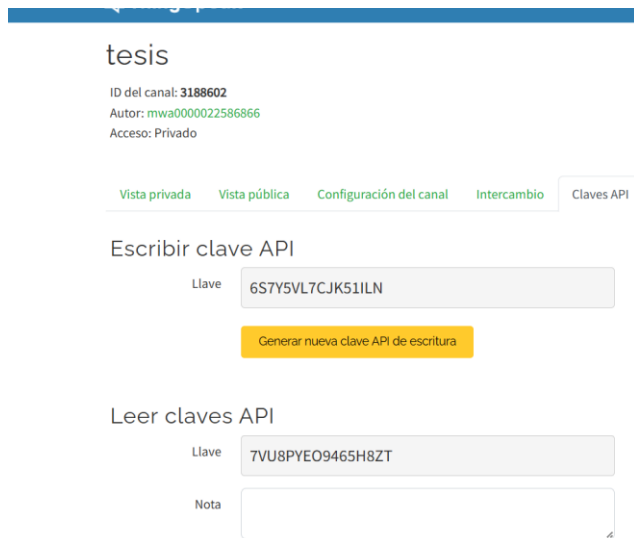 tesis
ID del canal: 3188602
Autor: mwa0000022586866
Acceso: Privado
Vista privada Vista pública Configuración del canal Intercambio Claves API
Escribir clave API
Llave 6S7Y5VL7CJK51ILN
Generar nueva clave API de escritura
Leer claves API
Llave 7VU8PYEO9465H8ZT
Nota